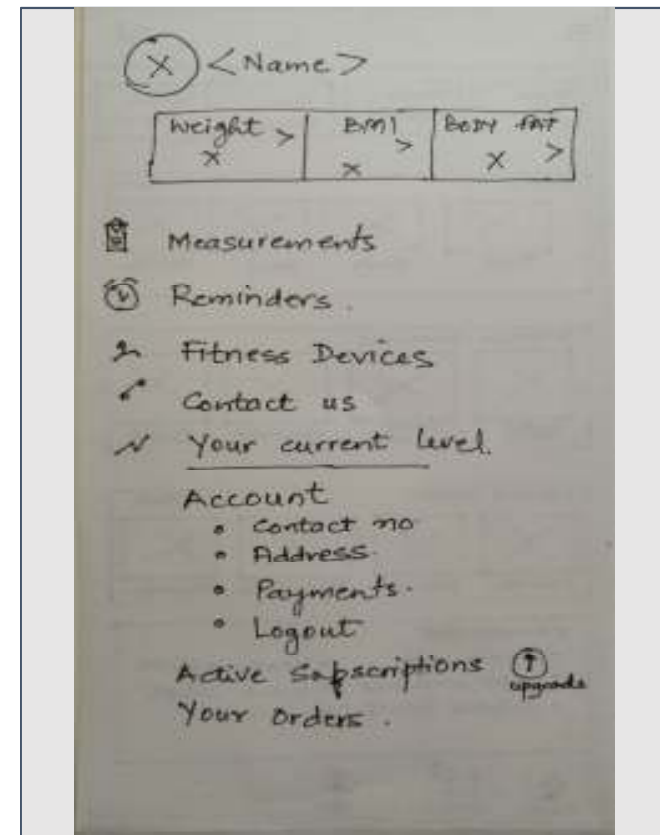 X <Name>
Weight > BMI > BODY FAT >
X X X
Measurements
Reminders.
Fitness Devices
Contact us
Your current level.
Account
• Contact no
• Address.
• Payments.
• Logout
Active Sabscriptions ↑
upgrade
Your Orders.